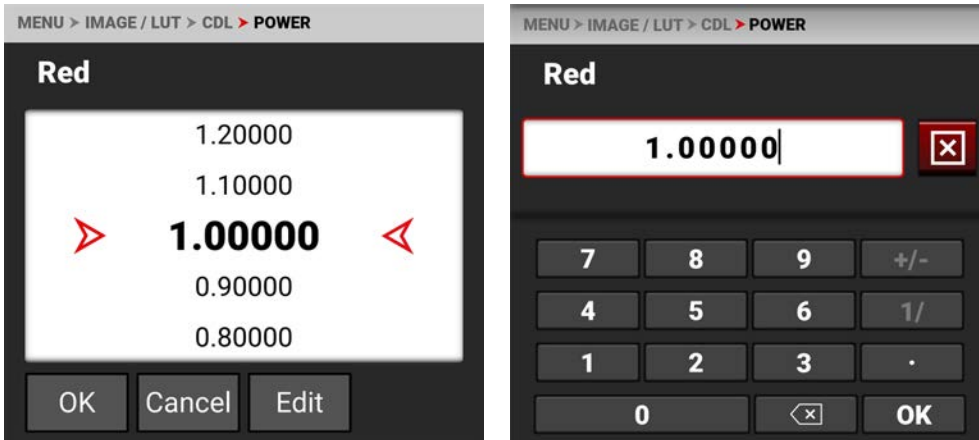 MENU > IMAGE / LUT > CDL > POWER
Red
1.20000
1.10000
1.00000
0.90000
0.80000
OK Cancel Edit
MENU > IMAGE / LUT > CDL > POWER
Red
1.00000
7 8 9 +/-
4 5 6 1/
1 2 3 .
0 OK